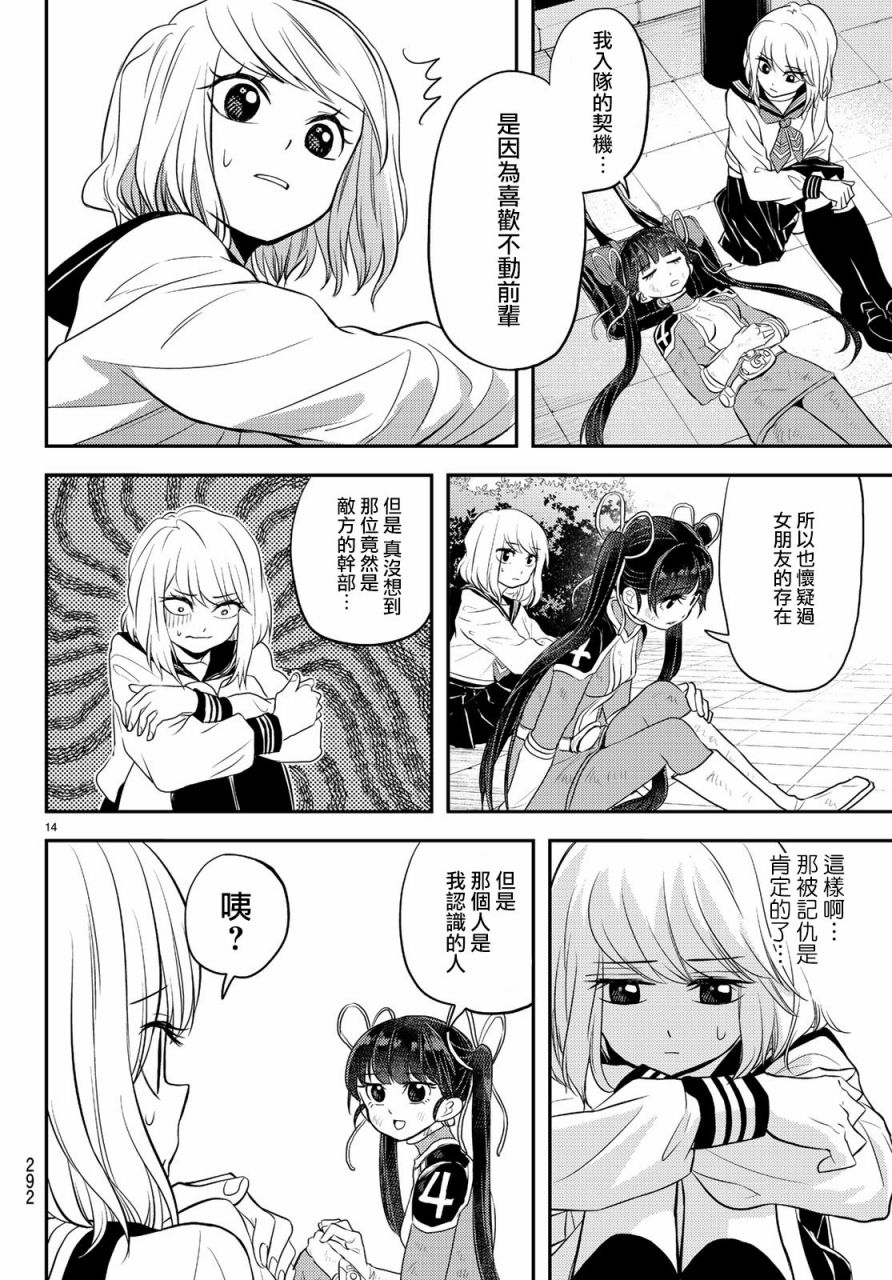 我入隊的契機…
是因為喜歡不動前輩
所以也懷疑過
女朋友的存在
但是 真沒想到
那位竟然是
敵方的幹部…
14
這樣啊…
那被記仇是
肯定的了…
但是
那個人是
我認識的人
咦?
4
292